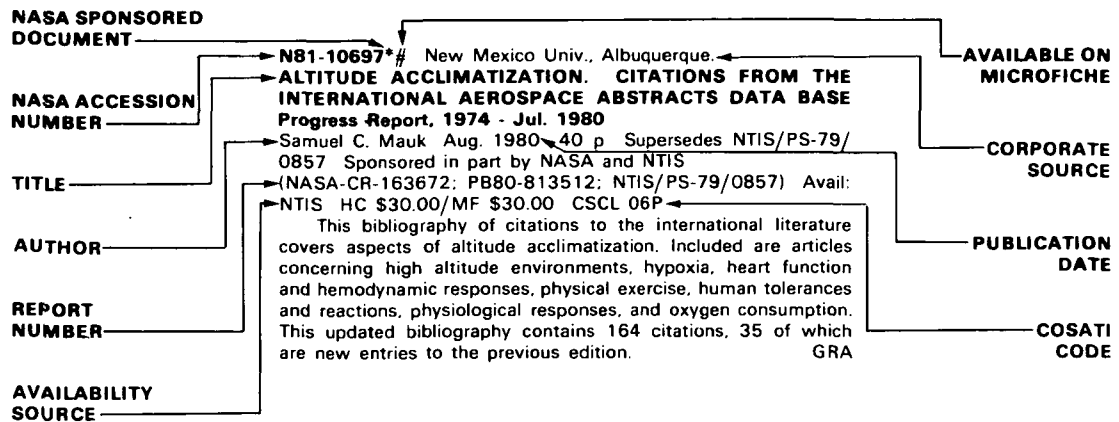 NASA SPONSORED
DOCUMENT
N81-10697*# New Mexico Univ., Albuquerque.
AVAILABLE ON
MICROFICHE
ALTITUDE ACCLIMATIZATION. CITATIONS FROM THE
INTERNATIONAL AEROSPACE ABSTRACTS DATA BASE
Progress Report, 1974 - Jul. 1980
NASA ACCESSION
NUMBER
Samuel C. Mauk Aug. 1980 40 p Supersedes NTIS/PS-79/
0857 Sponsored in part by NASA and NTIS
CORPORATE
SOURCE
TITLE
(NASA-CR-163672; PB80-813512; NTIS/PS-79/0857) Avail:
NTIS HC $30.00/MF $30.00 CSCL 06P
AUTHOR
This bibliography of citations to the international literature
covers aspects of altitude acclimatization. Included are articles
concerning high altitude environments, hypoxia, heart function
and hemodynamic responses, physical exercise, human tolerances
and reactions, physiological responses, and oxygen consumption.
This updated bibliography contains 164 citations, 35 of which
are new entries to the previous edition. GRA
PUBLICATION
DATE
REPORT
NUMBER
COSATI
CODE
AVAILABILITY
SOURCE